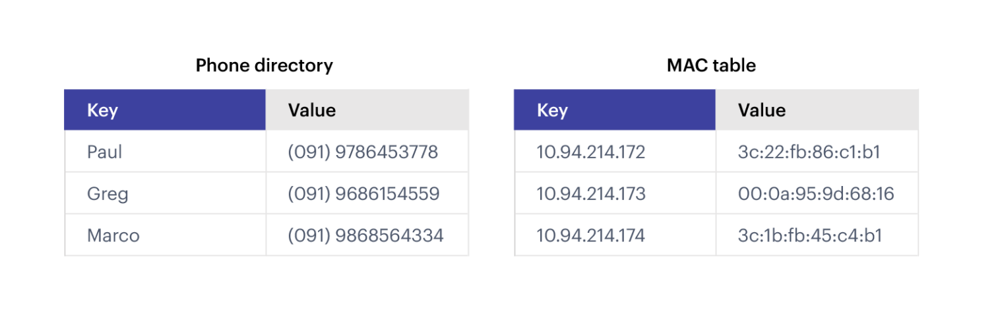 Phone directory
Key Value
Paul (091) 9786453778
Greg (091) 9686154559
Marco (091) 9868564334
MAC table
Key Value
10.94.214.172 3c:22:fb:86:c1:b1
10.94.214.173 00:0a:95:9d:68:16
10.94.214.174 3c:1b:fb:45:c4:b1